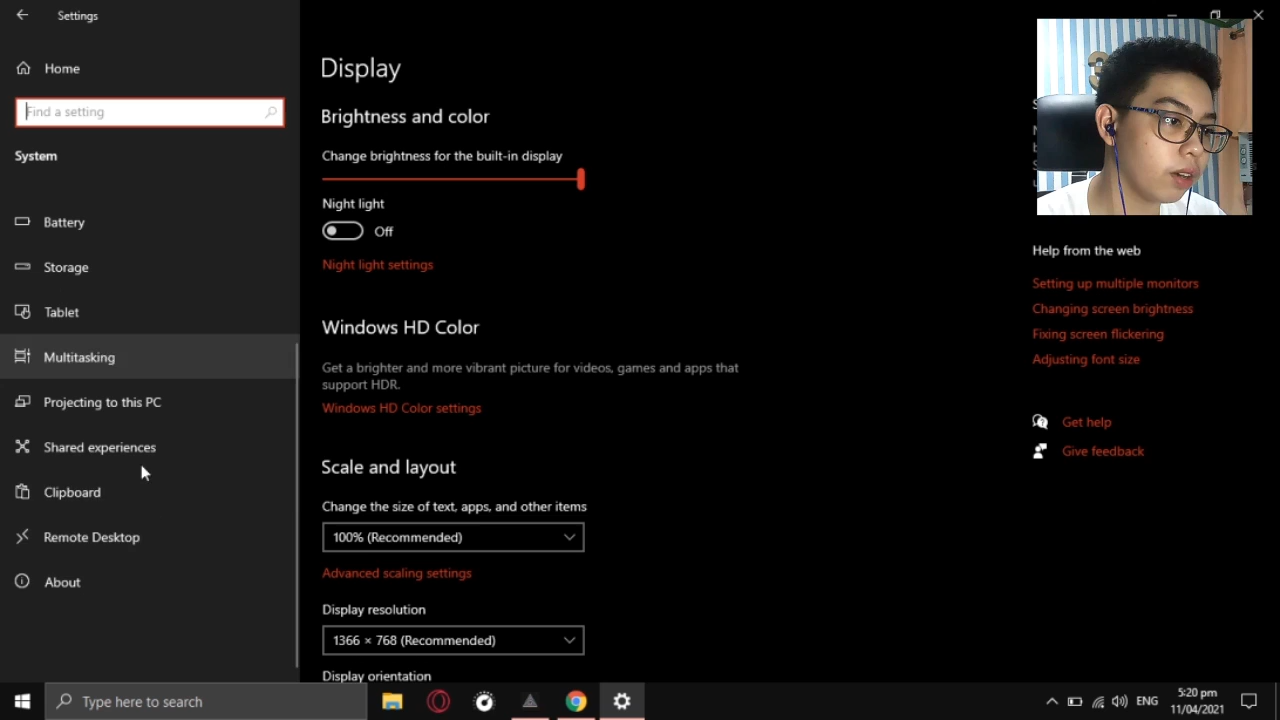 Settings
Home
Find a setting
System
Battery
Storage
Tablet
Multitasking
Projecting to this PC
Shared experiences
Clipboard
Remote Desktop
About
Display
Brightness and color
Change brightness for the built-in display
Night light
Off
Night light settings
Windows HD Color
Get a brighter and more vibrant picture for videos, games and apps that
support HDR.
Windows HD Color settings
Scale and layout
Change the size of text, apps, and other items
100% (Recommended)
Advanced scaling settings
Display resolution
1366 × 768 (Recommended)
Display orientation
Help from the web
Setting up multiple monitors
Changing screen brightness
Fixing screen flickering
Adjusting font size
Get help
Give feedback
Type here to search
ENG
5:20 pm
11/04/2021